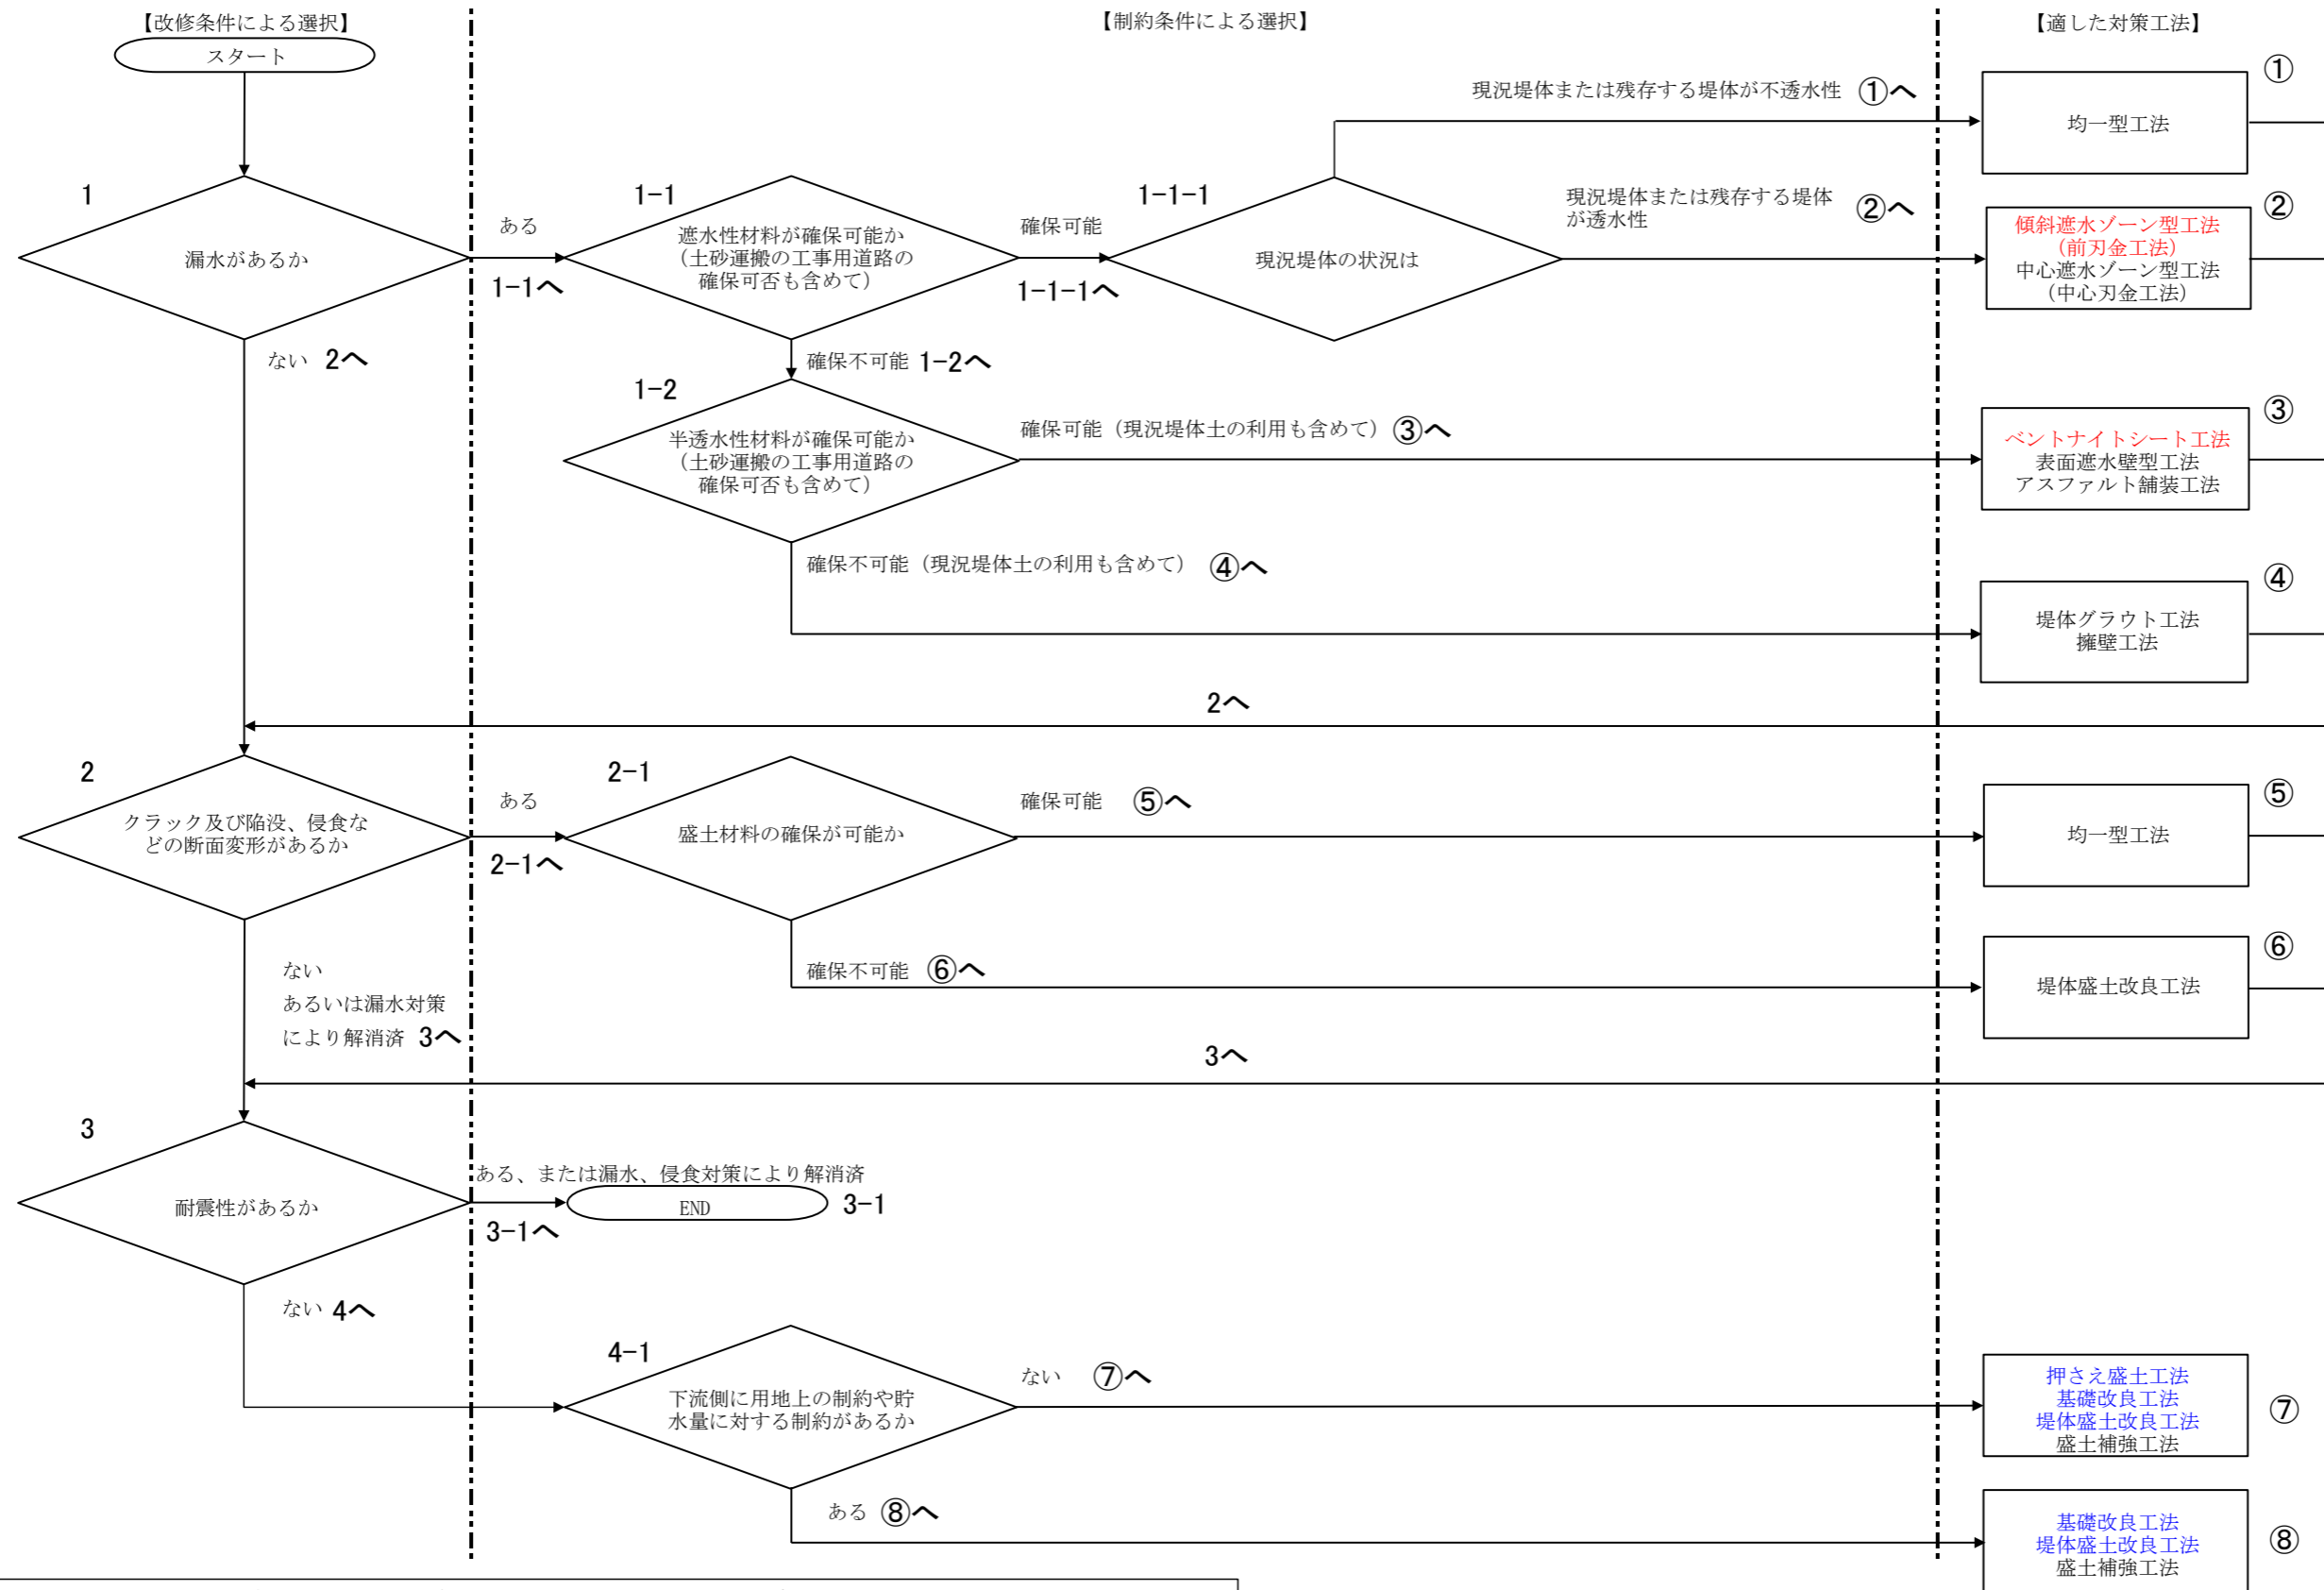 【改修条件による選択】
【制約条件による選択】
【適した対策工法】
スタート
1
漏水があるか
ある
1-1へ
ない 2へ
1-1
遮水性材料が確保可能か
(土砂運搬の工事用道路の
確保可否も含めて)
確保可能
1-1-1へ
確保不可能 1-2へ
1-1-1
現況堤体の状況は
現況堤体または残存する堤体が不透水性 ①へ
現況堤体または残存する堤体
が透水性
②へ
①
均一型工法
②
傾斜遮水ゾーン型工法
(前刃金工法)
中心遮水ゾーン型工法
(中心刃金工法)
1-2
半透水性材料が確保可能か
(土砂運搬の工事用道路の
確保可否も含めて)
確保可能(現況堤体土の利用も含めて) ③へ
確保不可能(現況堤体土の利用も含めて) ④へ
③
ベントナイトシート工法
表面遮水壁型工法
アスファルト舗装工法
④
堤体グラウト工法
擁壁工法
2へ
2
クラック及び陥没、侵食な
どの断面変形があるか
ある
2-1へ
ない
あるいは漏水対策
により解消済 3へ
2-1
盛土材料の確保が可能か
確保可能 ⑤へ
確保不可能 ⑥へ
⑤
均一型工法
⑥
堤体盛土改良工法
3へ
3
耐震性があるか
ある、または漏水、侵食対策により解消済
3-1へ
END
3-1
ない 4へ
4-1
下流側に用地上の制約や貯
水量に対する制約があるか
ない ⑦へ
ある ⑧へ
押さえ盛土工法
基礎改良工法
堤体盛土改良工法
盛土補強工法
⑦
基礎改良工法
堤体盛土改良工法
盛土補強工法
⑧